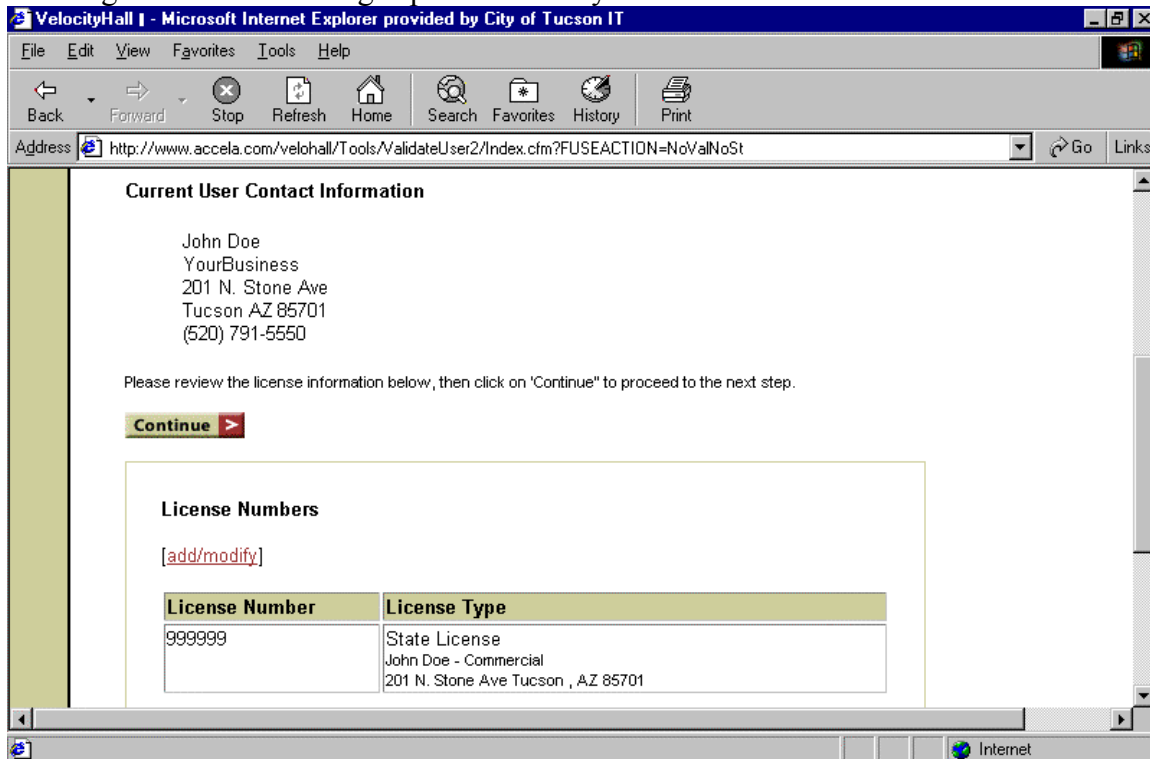 VelocityHall | - Microsoft Internet Explorer provided by City of Tucson IT
File Edit View Favorites Tools Help
Back Forward Stop Refresh Home Search Favorites History Print
Address http://www.accela.com/velohall/Tools/ValidateUser2/Index.cfm?FUSEACTION=NoValNoSt Go Links
Current User Contact Information
John Doe
YourBusiness
201 N. Stone Ave
Tucson AZ 85701
(520) 791-5550
Please review the license information below, then click on 'Continue" to proceed to the next step.
Continue >
License Numbers
[add/modify]
License Number License Type
999999 State License
John Doe - Commercial
201 N. Stone Ave Tucson , AZ 85701
Internet